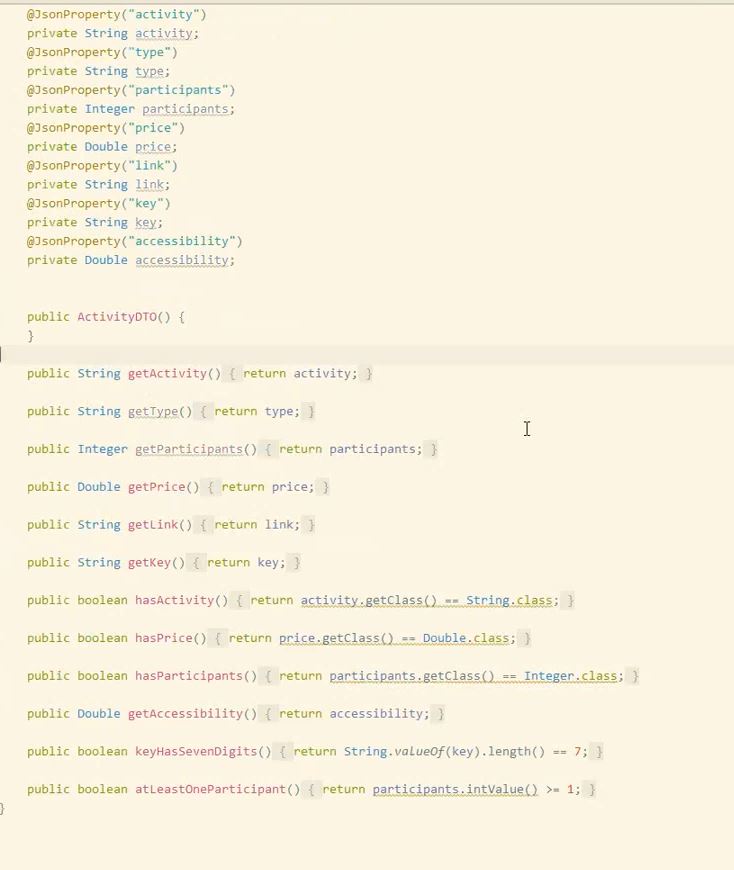 @JsonProperty("activity")
private String activity;
@JsonProperty("type")
private String type;
@JsonProperty("participants")
private Integer participants;
@JsonProperty("price")
private Double price;
@JsonProperty("link")
private String link;
@JsonProperty("key")
private String key;
@JsonProperty("accessibility")
private Double accessibility;
public ActivityDTO() {
}
public String getActivity() { return activity; }
public String getType() { return type; }
public Integer getParticipants() { return participants; }
public Double getPrice() { return price; }
public String getLink() { return link; }
public String getKey() { return key; }
public boolean hasActivity() { return activity.getClass() == String.class; }
public boolean hasPrice() { return price.getClass() == Double.class; }
public boolean hasParticipants() { return participants.getClass() == Integer.class; }
public Double getAccessibility() { return accessibility; }
public boolean keyHasSevenDigits() { return String.valueOf(key).length() == 7; }
public boolean atLeastOneParticipant() { return participants.intValue() >= 1; }
}